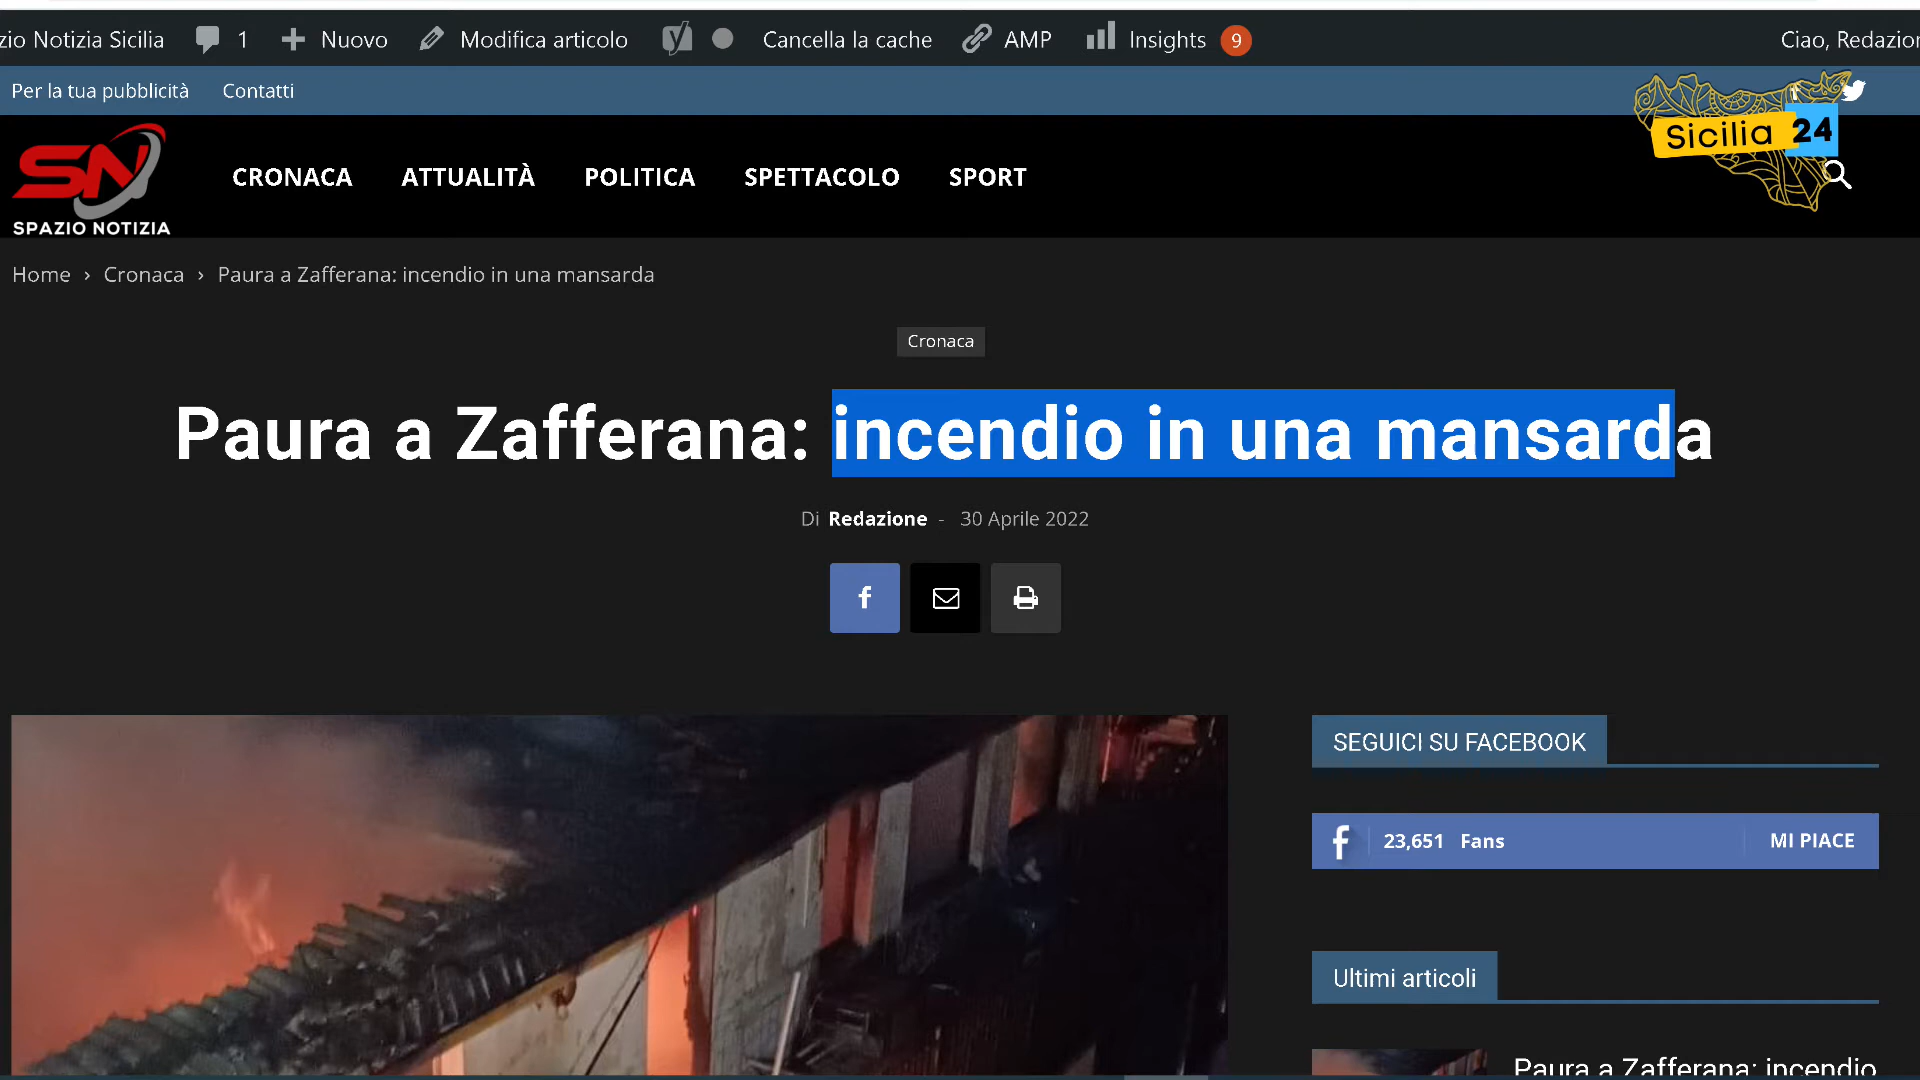 zio Notizia Sicilia 1 Nuovo Modifica articolo Cancella la cache AMP Insights 9 Ciao, Redazion
Per la tua pubblicità Contatti
Sicilia 24
SN
SPAZIO NOTIZIA
CRONACA ATTUALITÀ POLITICA SPETTACOLO SPORT
Home › Cronaca › Paura a Zafferana: incendio in una mansarda
Cronaca
Paura a Zafferana: incendio in una mansarda
Di Redazione - 30 Aprile 2022
SEGUICI SU FACEBOOK
23,651 Fans MI PIACE
Ultimi articoli
Paura a Zafferana: incendio